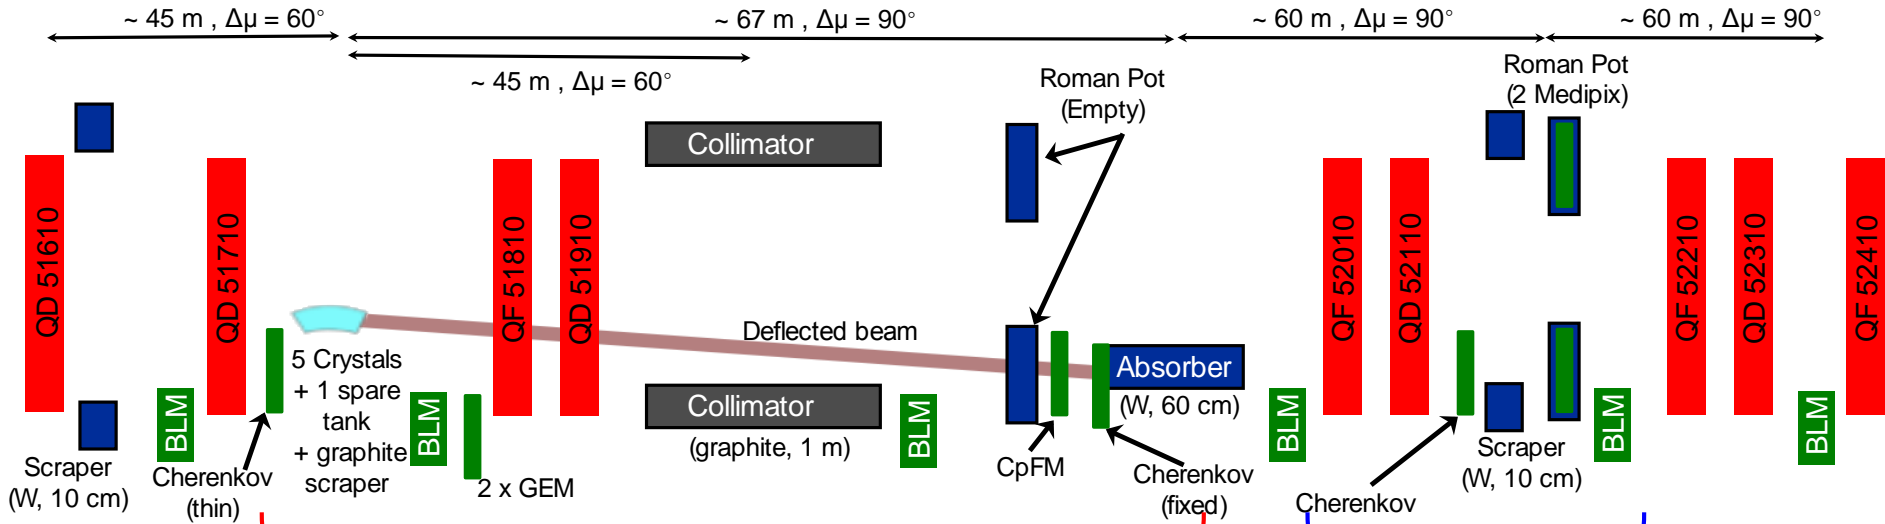 ~ 45 m , Δμ = 60°
~ 67 m , Δμ = 90°
~ 60 m , Δμ = 90°
~ 60 m , Δμ = 90°
~ 45 m , Δμ = 60°
Roman Pot
(Empty)
Roman Pot
(2 Medipix)
Collimator
QD 51610
QD 51710
QF 51810
QD 51910
QF 52010
QD 52110
QF 52210
QD 52310
QF 52410
Deflected beam
5 Crystals
+ 1 spare
tank
+ graphite
scraper
Absorber
(W, 60 cm)
Collimator
(graphite, 1 m)
BLM
BLM
BLM
BLM
BLM
BLM
Scraper
(W, 10 cm)
Cherenkov
(thin)
2 x GEM
CpFM
Cherenkov
(fixed)
Cherenkov
Scraper
(W, 10 cm)